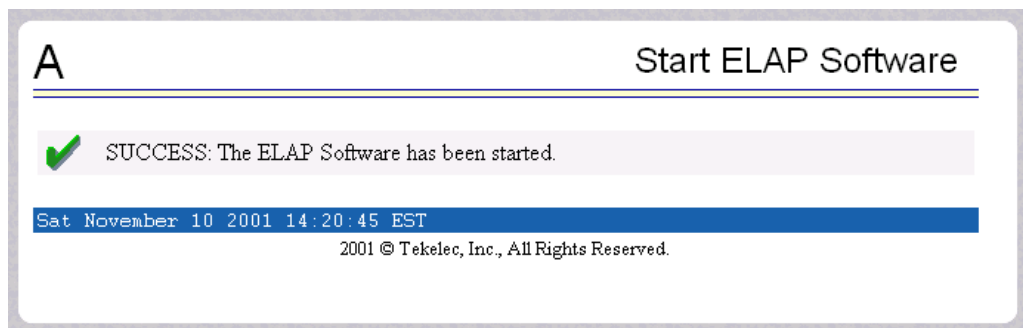 A Start ELAP Software
SUCCESS: The ELAP Software has been started.
Sat November 10 2001 14:20:45 EST
2001 © Tekelec, Inc., All Rights Reserved.